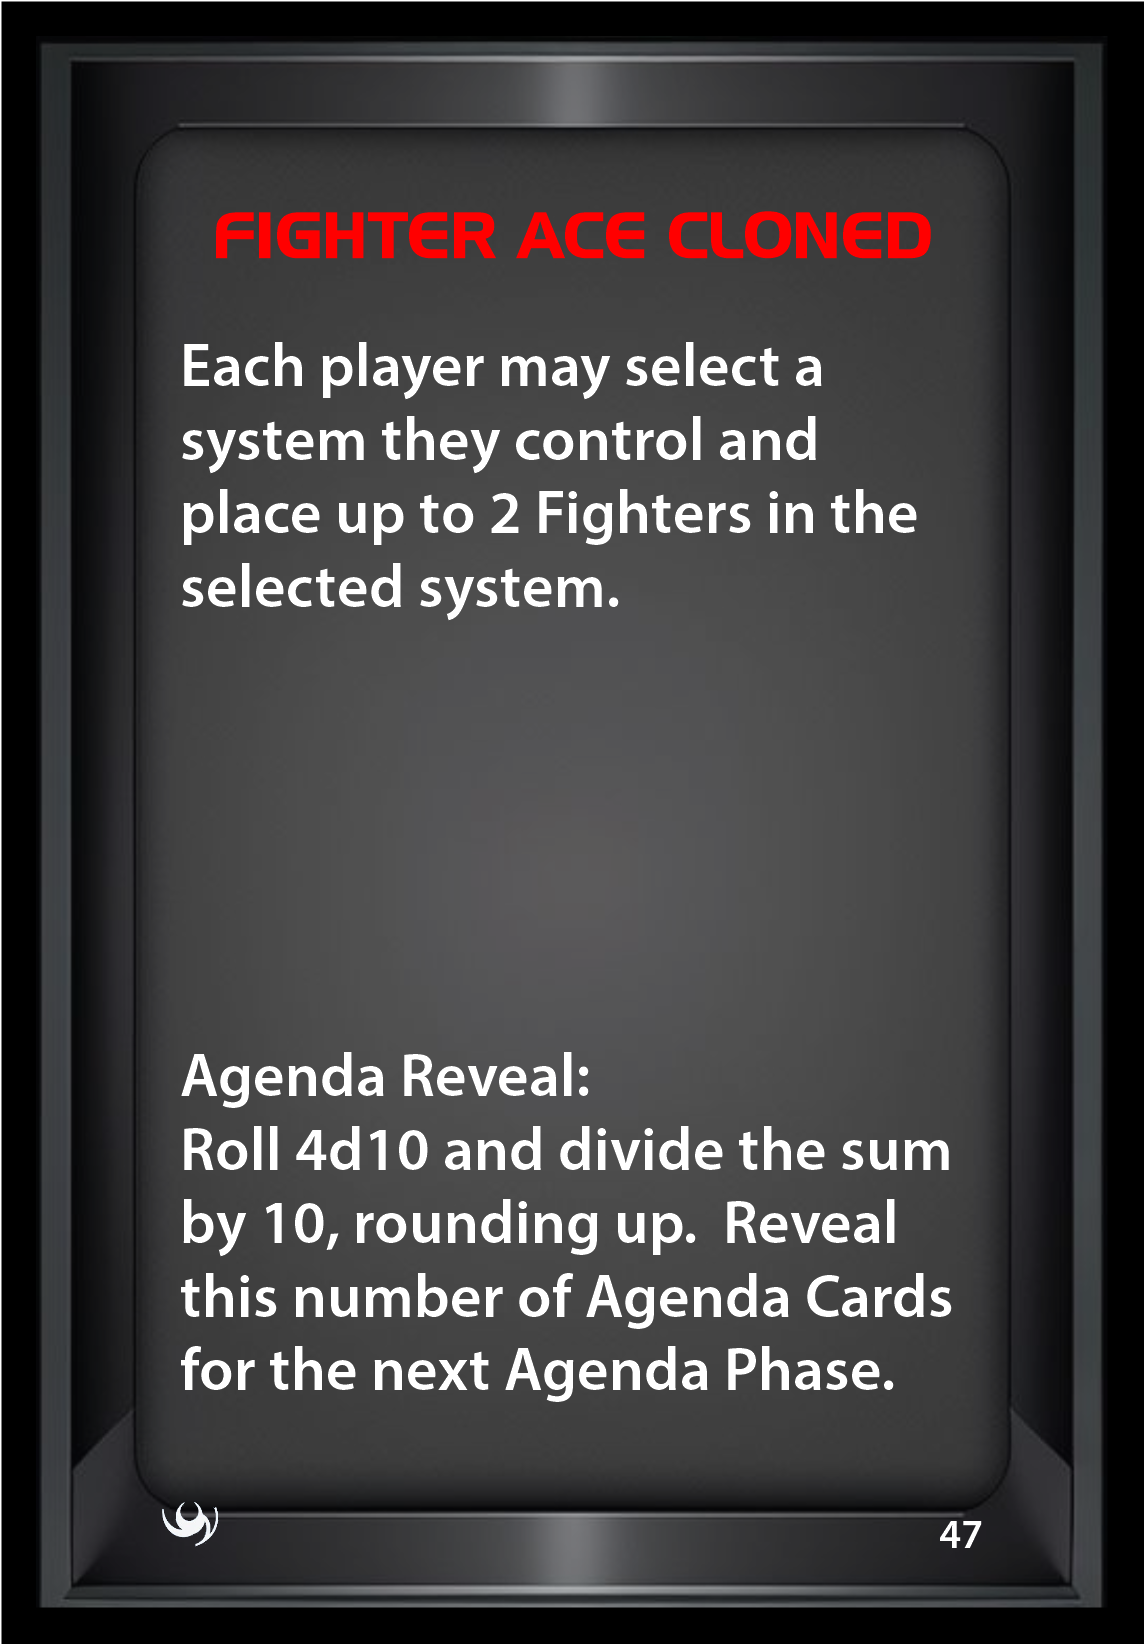 FIGHTER ACE CLONED
Each player may select a
system they control and
place up to 2 Fighters in the
selected system.
Agenda Reveal:
Roll 4d10 and divide the sum
by 10, rounding up.  Reveal
this number of Agenda Cards
for the next Agenda Phase.
47